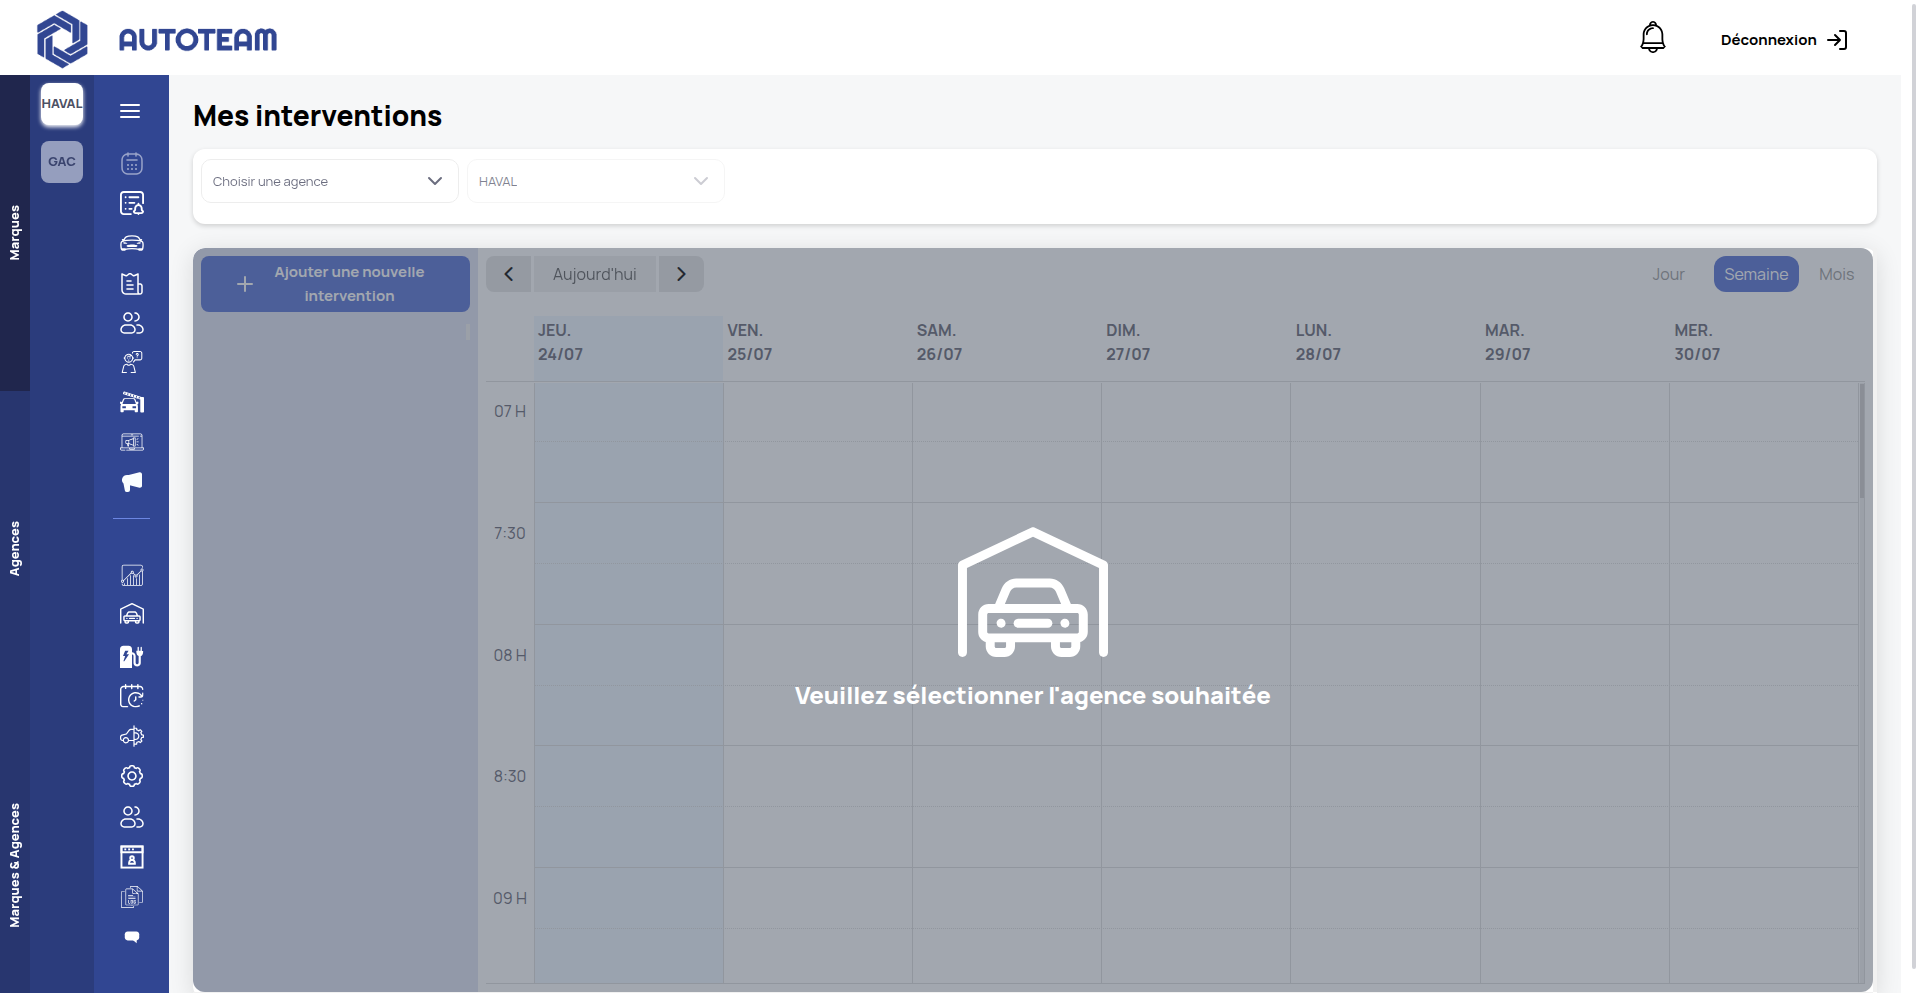 AUTOTEAM
Déconnexion
Marques
Agences
Marques & Agences
HAVAL
GAC
Mes interventions
Choisir une agence
HAVAL
Ajouter une nouvelle
intervention
Aujourd'hui
Jour
Semaine
Mois
JEU.
24/07
VEN.
25/07
SAM.
26/07
DIM.
27/07
LUN.
28/07
MAR.
29/07
MER.
30/07
07 H
7:30
08 H
8:30
09 H
Veuillez sélectionner l'agence souhaitée